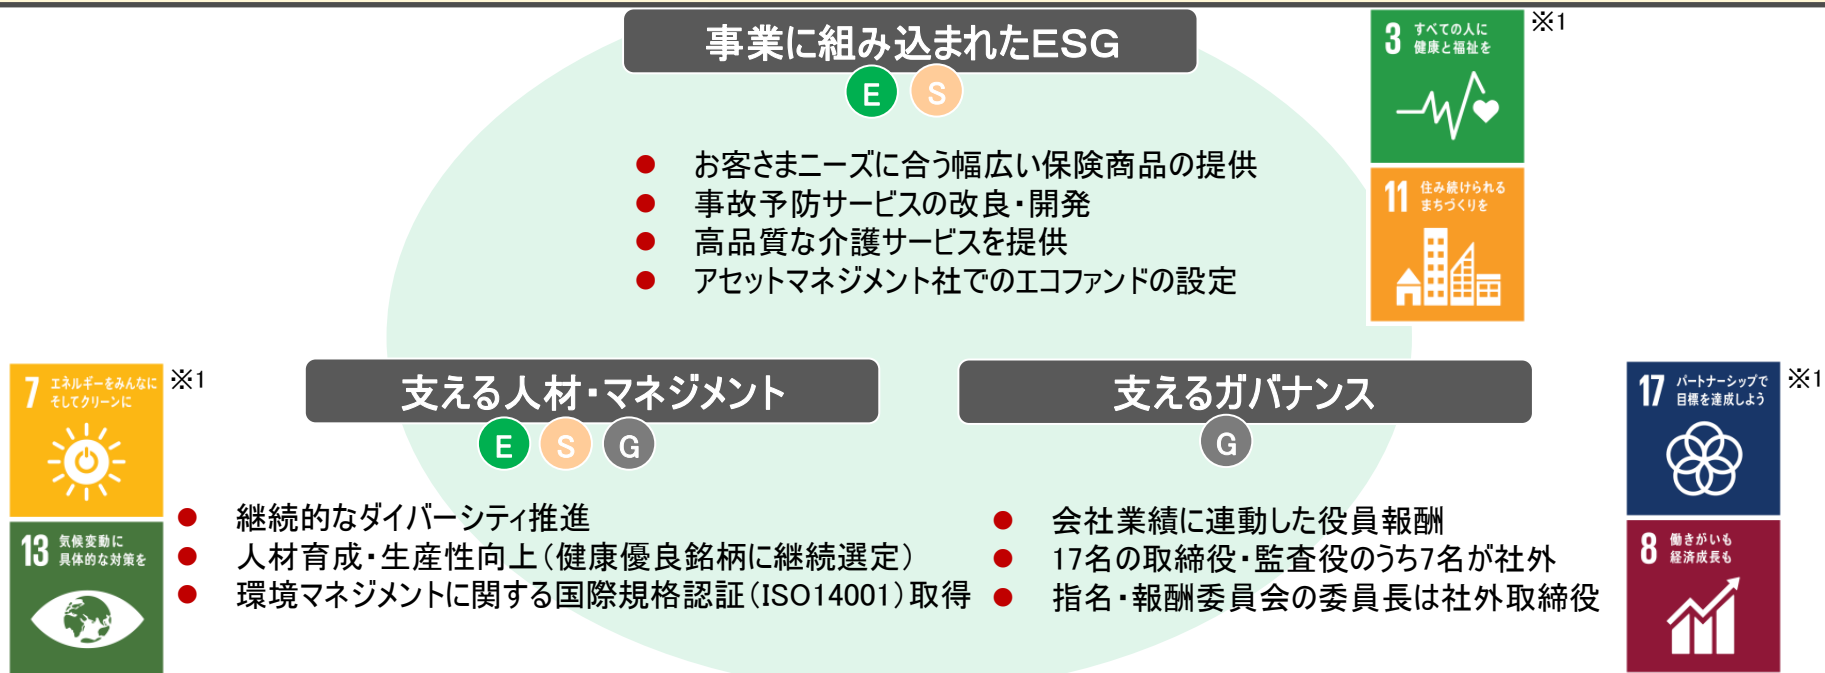 事業に組み込まれたESG
E S
● お客さまニーズに合う幅広い保険商品の提供
● 事故予防サービスの改良・開発
● 高品質な介護サービスを提供
● アセットマネジメント社でのエコファンドの設定
3 すべての人に
健康と福祉を
※1
11 住み続けられる
まちづくりを
7 エネルギーをみんなに
そしてクリーンに
※1
13 気候変動に
具体的な対策を
支える人材・マネジメント
E S G
● 継続的なダイバーシティ推進
● 人材育成・生産性向上（健康優良銘柄に継続選定）
● 環境マネジメントに関する国際規格認証（ISO14001）取得
支えるガバナンス
G
● 会社業績に連動した役員報酬
● 17名の取締役・監査役のうち7名が社外
● 指名・報酬委員会の委員長は社外取締役
17 パートナーシップで
目標を達成しよう
※1
8 働きがいも
経済成長も